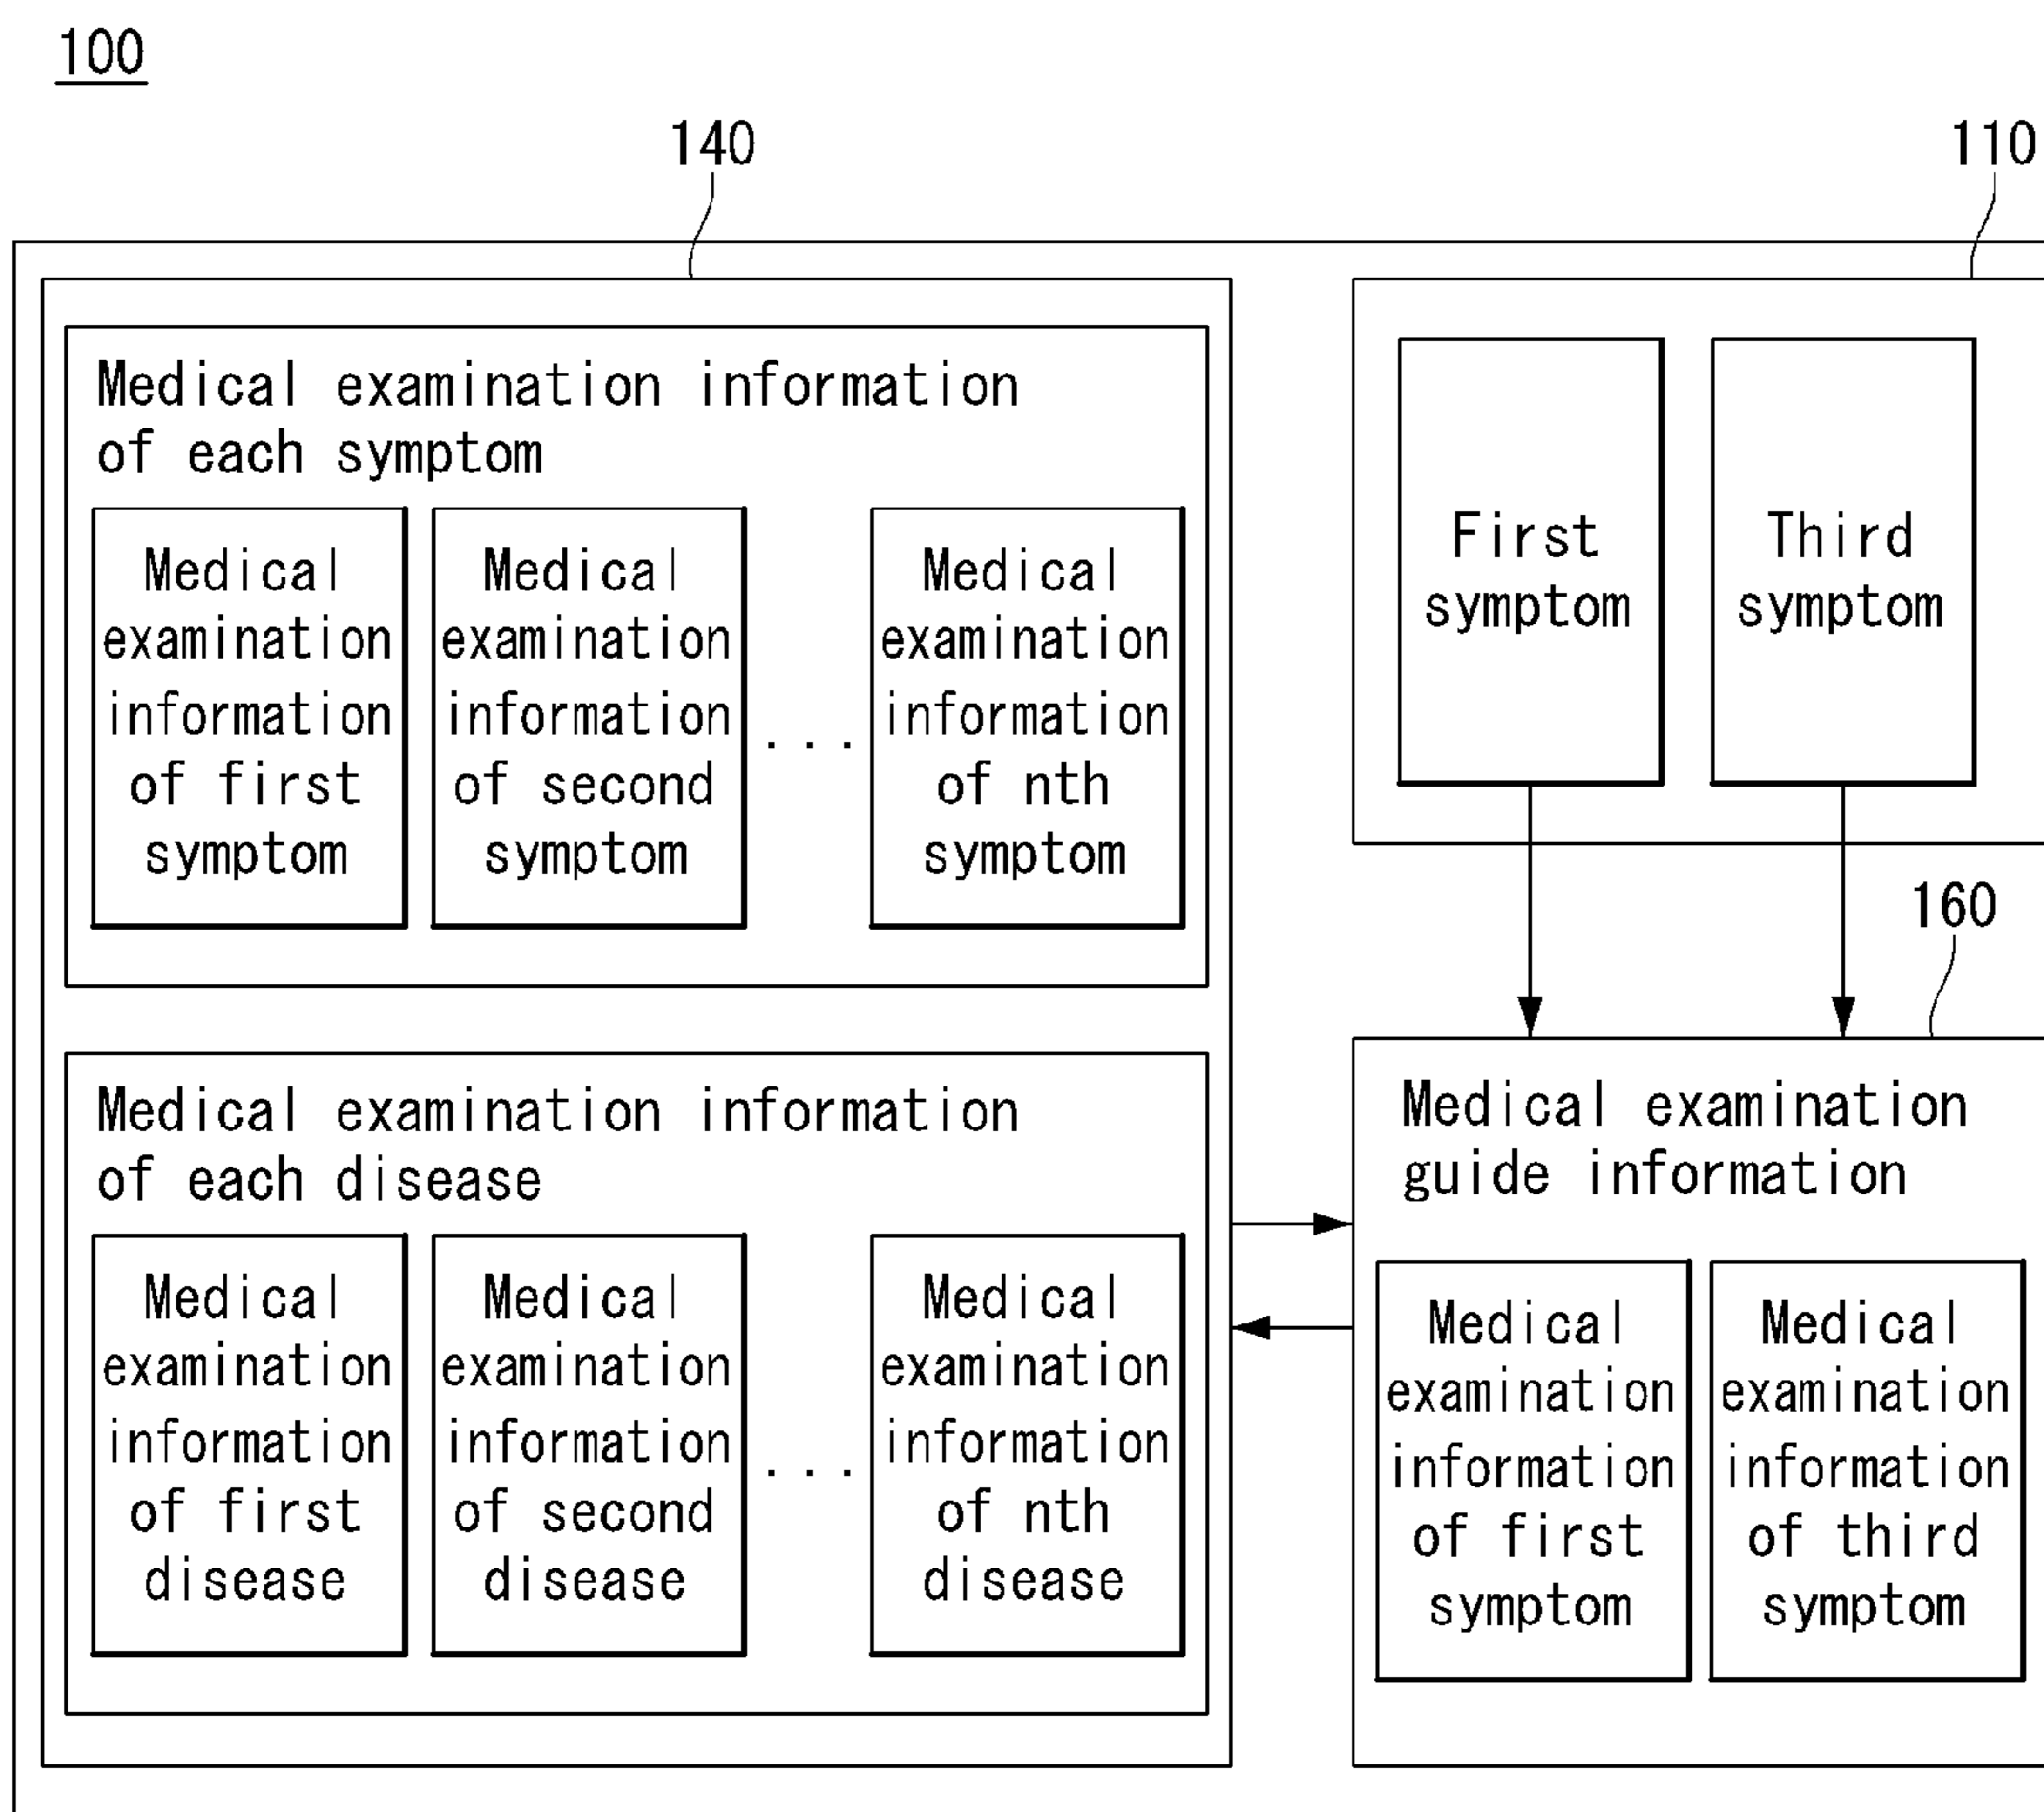 100
140
110
Medical examination information
of each symptom
Medical
examination
information
of first
symptom
Medical
examination
information
of second
symptom
...
Medical
examination
information
of nth
symptom
First
symptom
Third
symptom
160
Medical examination information
of each disease
Medical
examination
information
of first
disease
Medical
examination
information
of second
disease
...
Medical
examination
information
of nth
disease
Medical examination
guide information
Medical
examination
information
of first
symptom
Medical
examination
information
of third
symptom